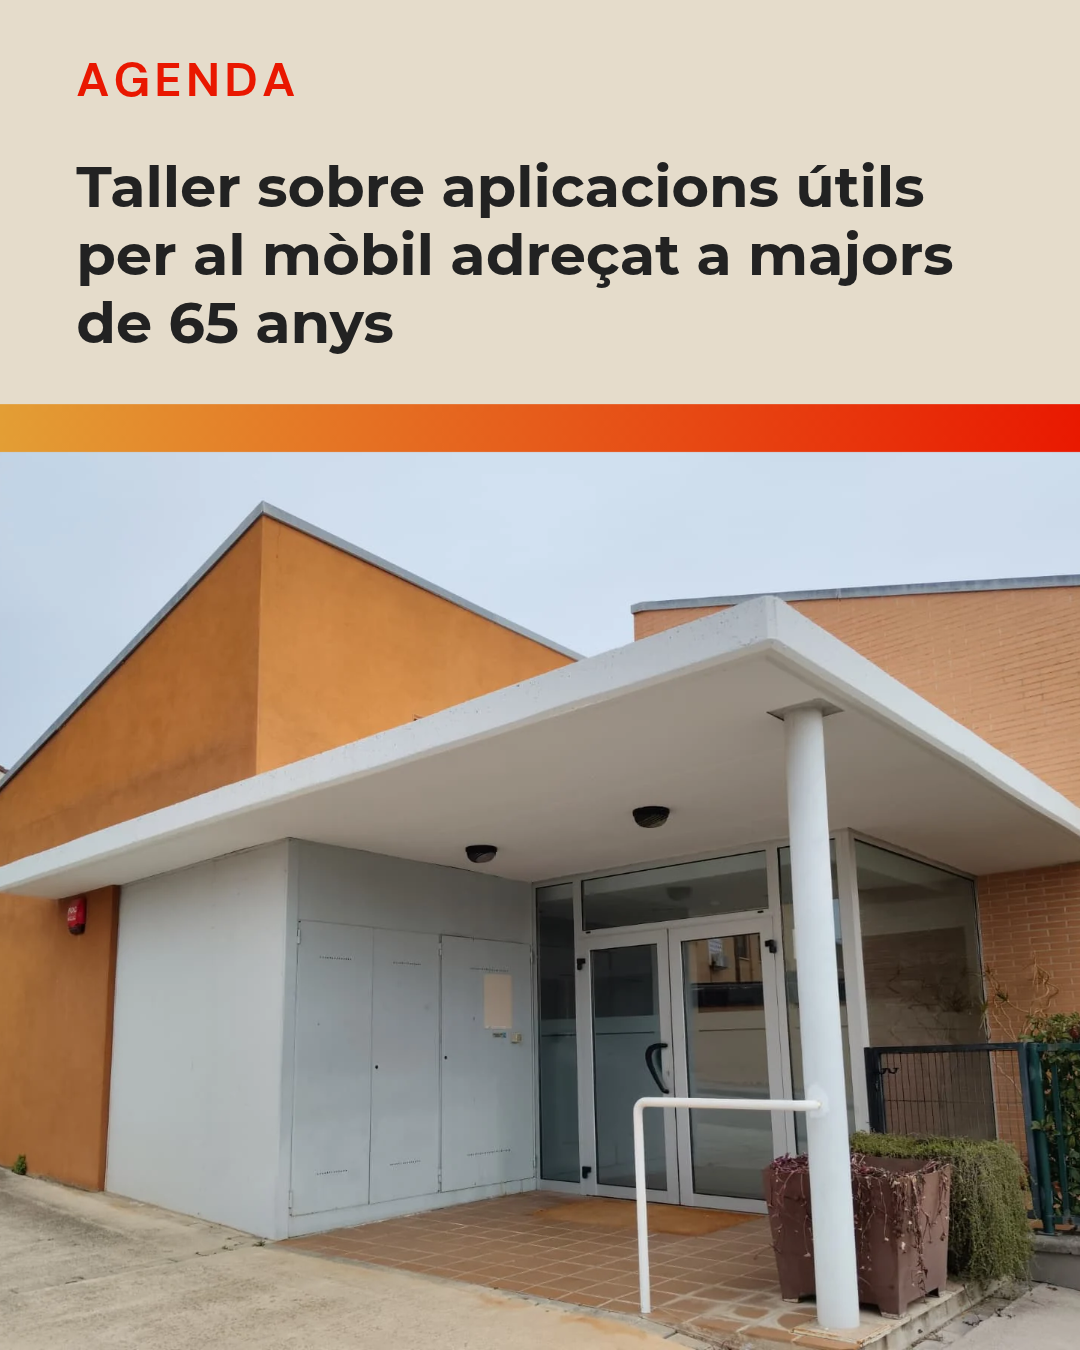 AGENDA
Taller sobre aplicacions útils
per al mòbil adreçat a majors
de 65 anys